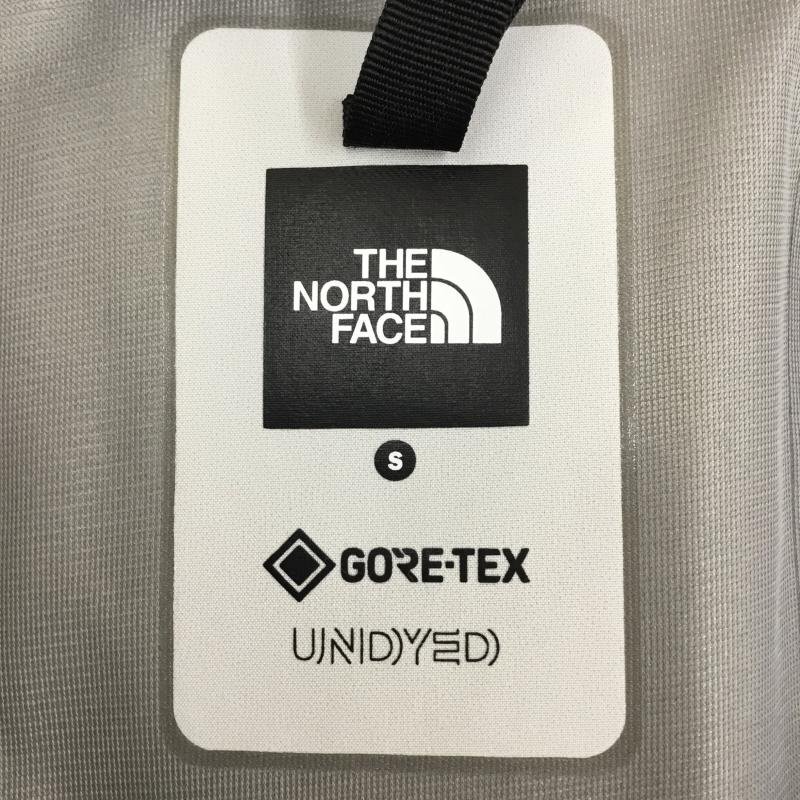 THE
NORTH
FACE
S
GORE-TEX
UNDYED